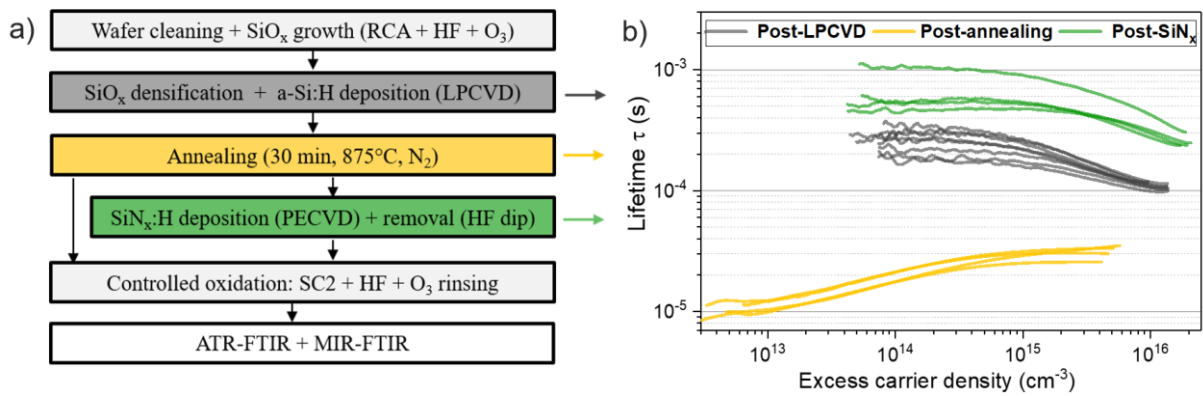 a)
Wafer cleaning + SiOₓ growth (RCA + HF + O₃)
SiOₓ densification + a-Si:H deposition (LPCVD)
Annealing (30 min, 875°C, N₂)
SiNₓ:H deposition (PECVD) + removal (HF dip)
Controlled oxidation: SC2 + HF + O₃ rinsing
ATR-FTIR + MIR-FTIR
b)
Post-LPCVD Post-annealing Post-SiNₓ
Lifetime τ (s)
10⁻³
10⁻⁴
10⁻⁵
10¹³ 10¹⁴ 10¹⁵ 10¹⁶
Excess carrier density (cm⁻³)